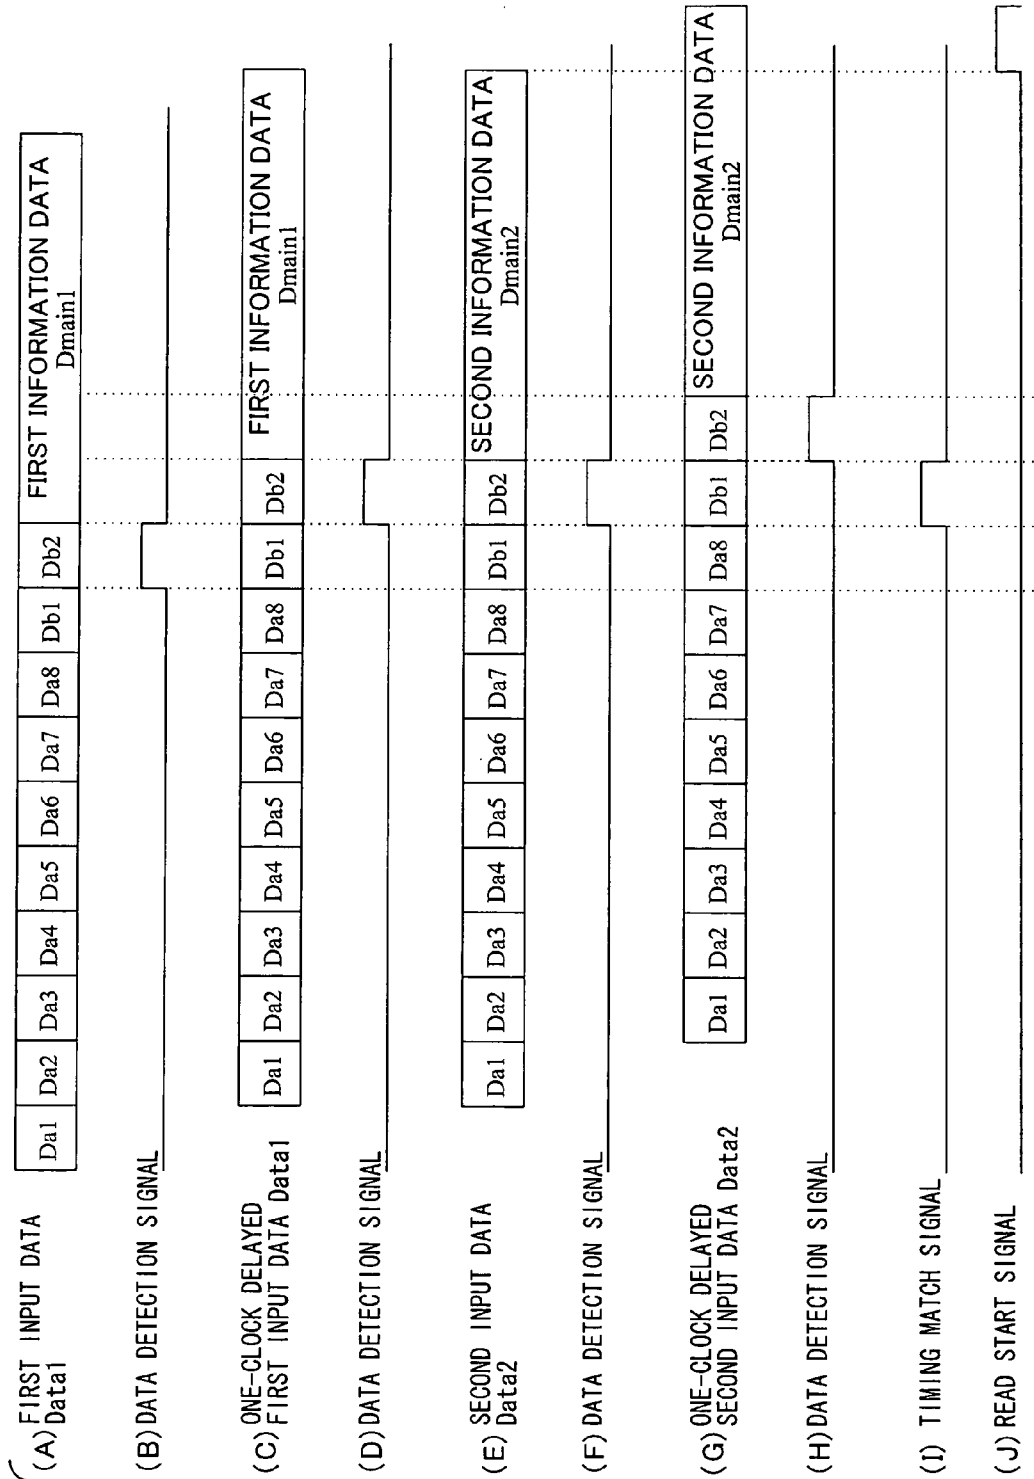 (A) FIRST INPUT DATA
Data1
Da1 Da2 Da3 Da4 Da5 Da6 Da7 Da8 Db1 Db2 FIRST INFORMATION DATA
Dmain1
(B) DATA DETECTION SIGNAL
(C) ONE-CLOCK DELAYED
FIRST INPUT DATA Data1
Da1 Da2 Da3 Da4 Da5 Da6 Da7 Da8 Db1 Db2 FIRST INFORMATION DATA
Dmain1
(D) DATA DETECTION SIGNAL
(E) SECOND INPUT DATA
Data2
Da1 Da2 Da3 Da4 Da5 Da6 Da7 Da8 Db1 Db2 SECOND INFORMATION DATA
Dmain2
(F) DATA DETECTION SIGNAL
(G) ONE-CLOCK DELAYED
SECOND INPUT DATA Data2
Da1 Da2 Da3 Da4 Da5 Da6 Da7 Da8 Db1 Db2 SECOND INFORMATION DATA
Dmain2
(H) DATA DETECTION SIGNAL
(I) TIMING MATCH SIGNAL
(J) READ START SIGNAL